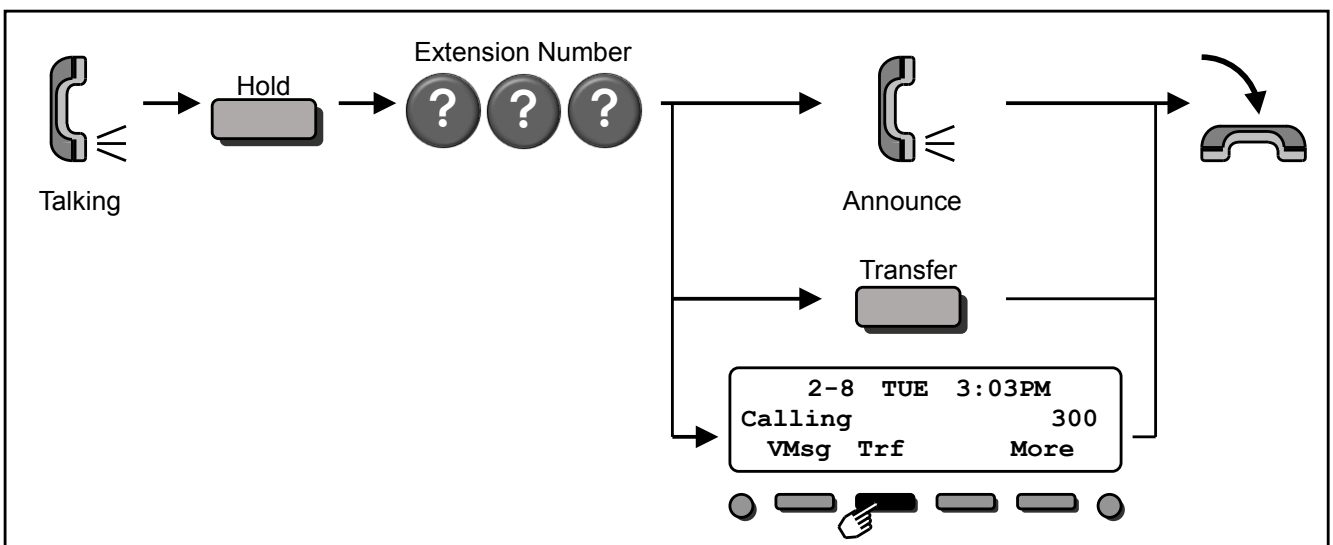 Extension Number
Hold
? ? ?
Talking
Announce
Transfer
2-8 TUE 3:03PM
Calling 300
VMsg Trf More